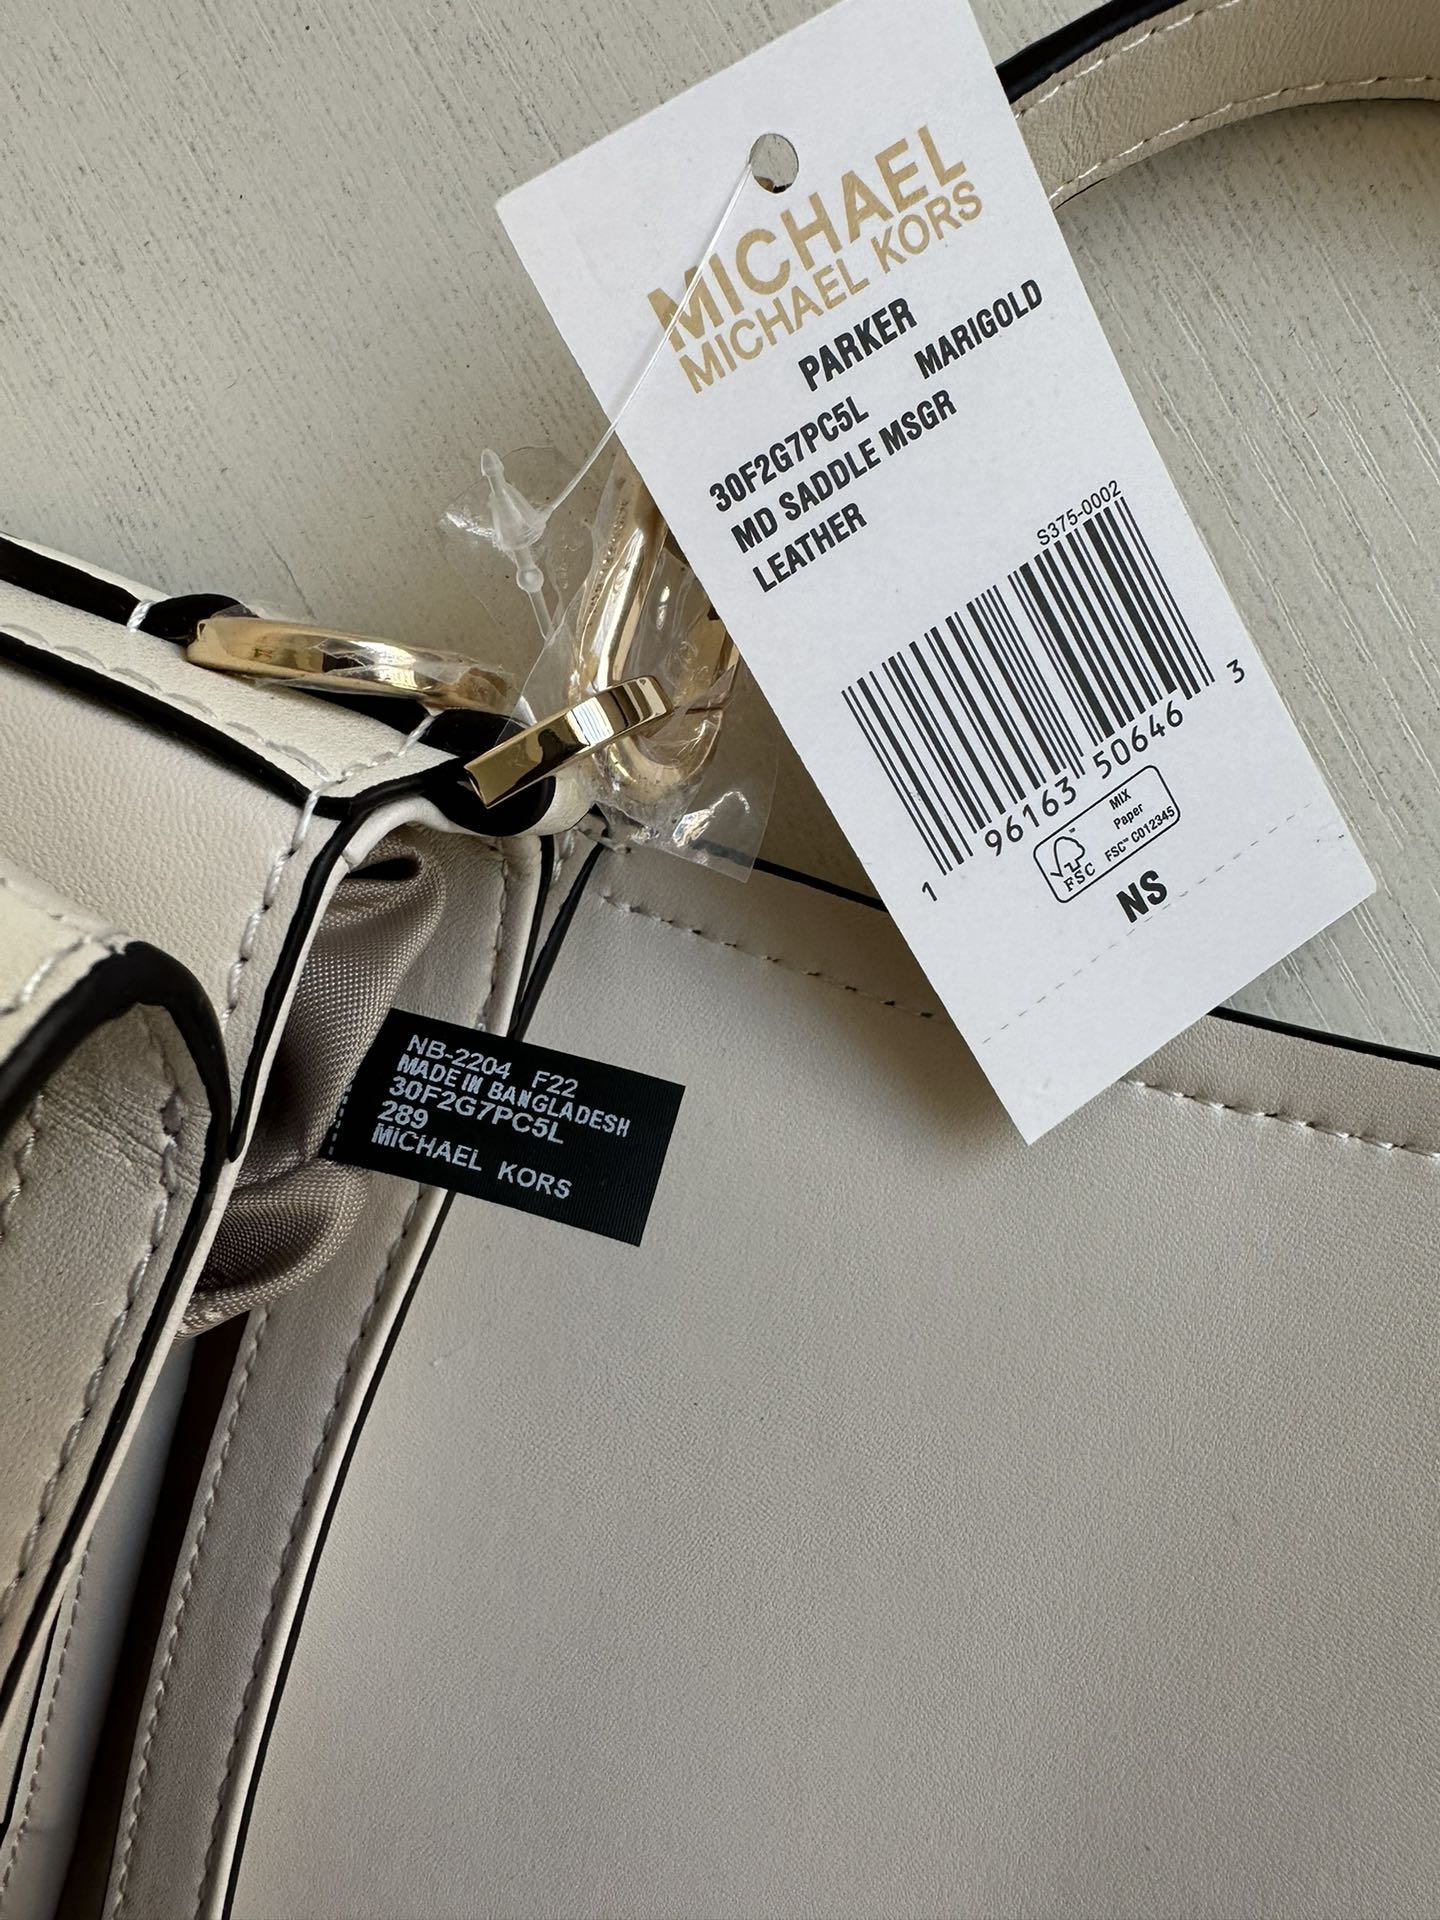 MICHAEL
MICHAEL KORS
PARKER
30F2G7PC5L MARIGOLD
MD SADDLE MSGR
LEATHER
S375-0002
1 96163 50646 3
FSC
MIX
Paper
FSC™ C012345
NS
NB-2204 F22
MADE IN BANGLADESH
30F2G7PC5L
289
MICHAEL KORS